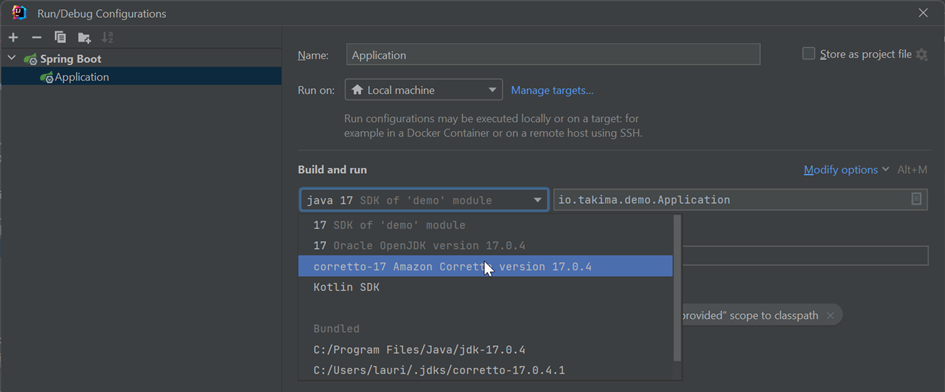 Run/Debug Configurations
Spring Boot
Application
Name: Application
Store as project file
Run on: Local machine Manage targets...
Run configurations may be executed locally or on a target: for
example in a Docker Container or on a remote host using SSH.
Build and run
Modify options Alt+M
java 17 SDK of 'demo' module io.takima.demo.Application
17 SDK of 'demo' module
17 Oracle OpenJDK version 17.0.4
corretto-17 Amazon Corretto version 17.0.4
Kotlin SDK
provided" scope to classpath
Bundled
C:/Program Files/Java/jdk-17.0.4
C:/Users/lauri/.jdks/corretto-17.0.4.1